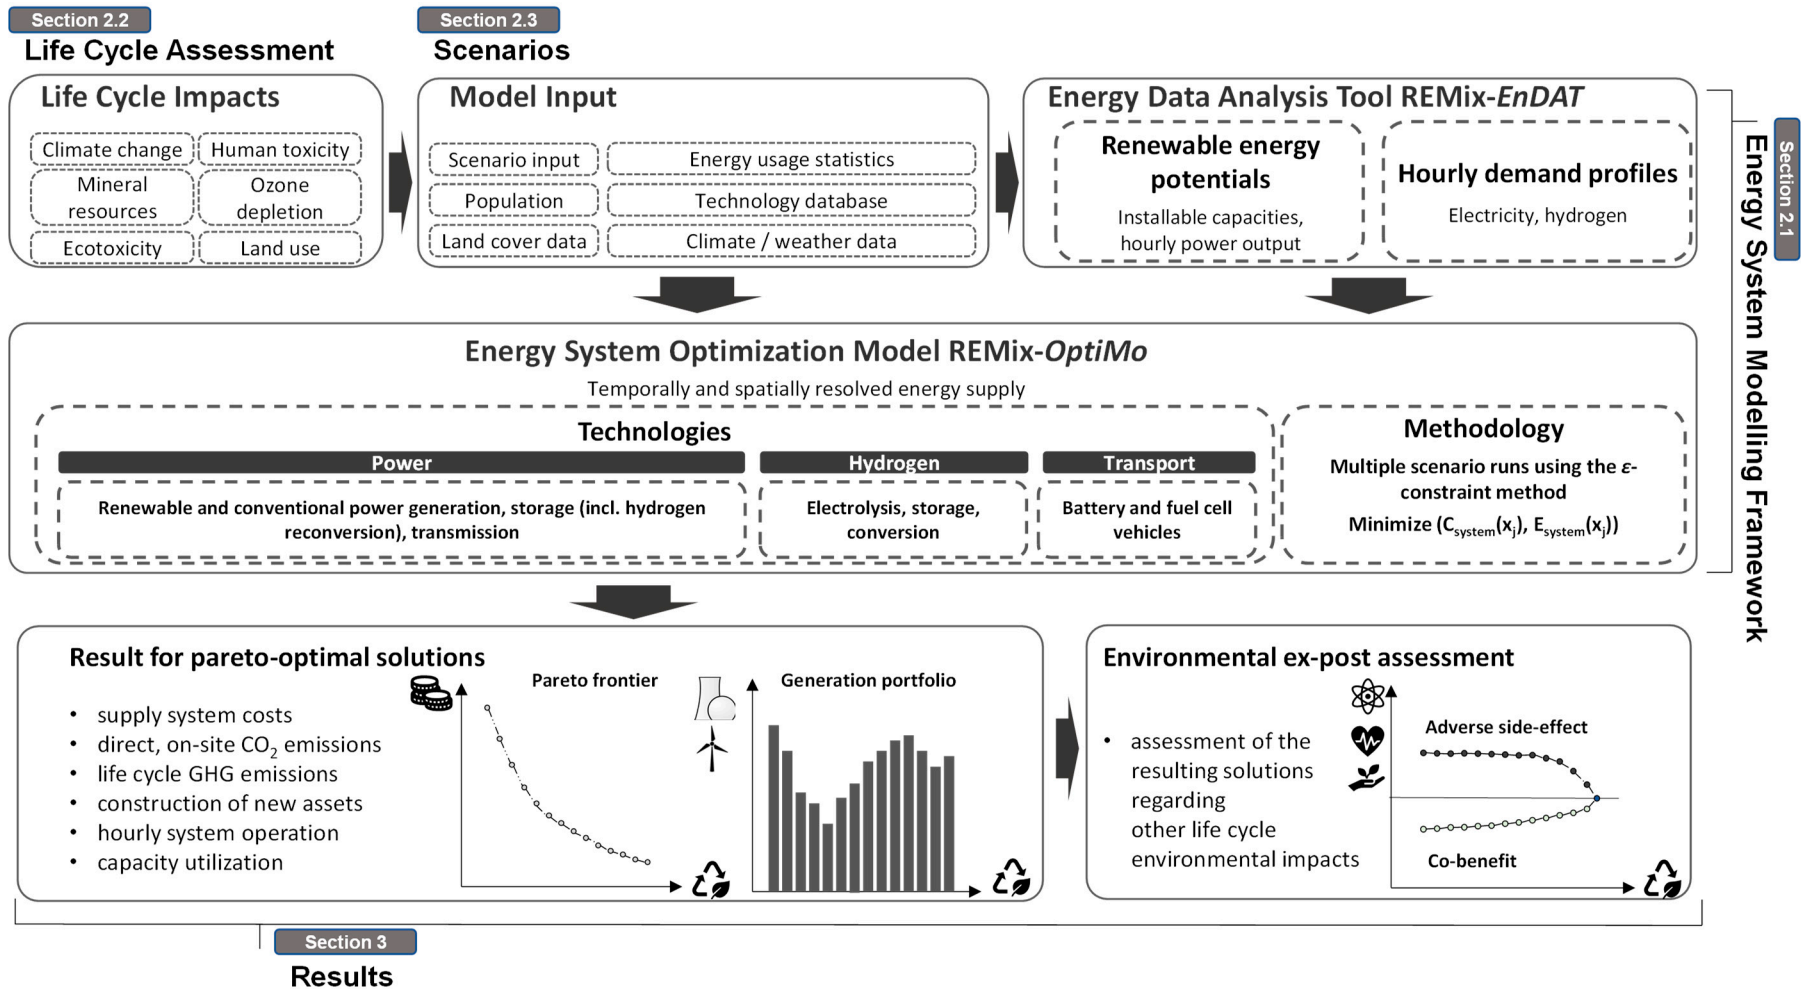 Section 2.2
Life Cycle Assessment
Life Cycle Impacts
Climate change
Human toxicity
Mineral
resources
Ozone
depletion
Ecotoxicity
Land use
Section 2.3
Scenarios
Model Input
Scenario input
Energy usage statistics
Population
Technology database
Land cover data
Climate / weather data
Energy Data Analysis Tool REMix-EnDAT
Renewable energy
potentials
Installable capacities,
hourly power output
Hourly demand profiles
Electricity, hydrogen
Section 2.1
Energy System Modelling Framework
Energy System Optimization Model REMix-OptiMo
Temporally and spatially resolved energy supply
Technologies
Power
Renewable and conventional power generation, storage (incl. hydrogen
reconversion), transmission
Hydrogen
Electrolysis, storage,
conversion
Transport
Battery and fuel cell
vehicles
Methodology
Multiple scenario runs using the ε-
constraint method
Minimize (Csystem(xj), Esystem(xj))
Result for pareto-optimal solutions
• supply system costs
• direct, on-site CO2 emissions
• life cycle GHG emissions
• construction of new assets
• hourly system operation
• capacity utilization
Pareto frontier
Generation portfolio
Environmental ex-post assessment
• assessment of the
resulting solutions
regarding
other life cycle
environmental impacts
Adverse side-effect
Co-benefit
Section 3
Results